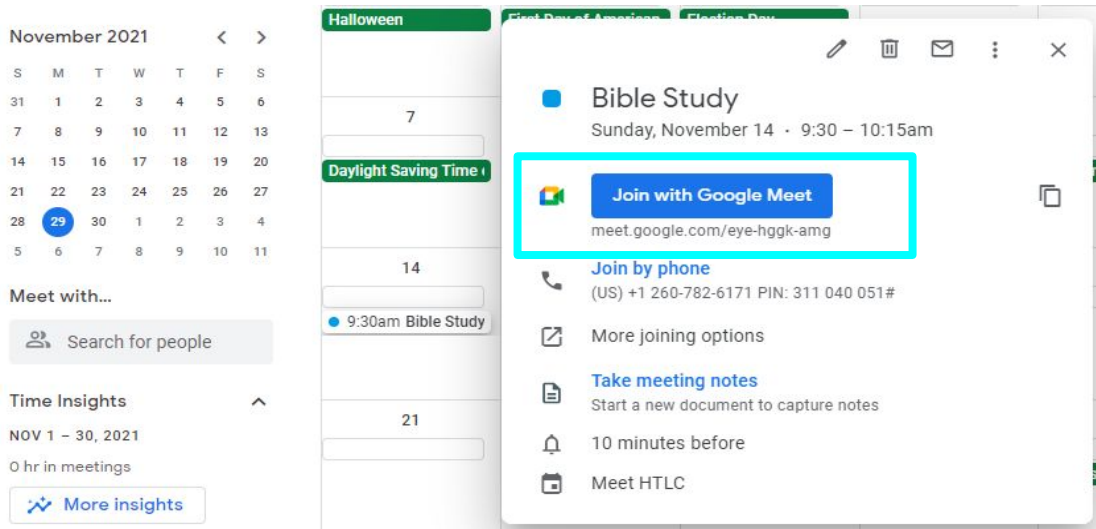 November 2021
S M T W T F S
31 1 2 3 4 5 6
7 8 9 10 11 12 13
14 15 16 17 18 19 20
21 22 23 24 25 26 27
28 29 30 1 2 3 4
5 6 7 8 9 10 11
Meet with...
Search for people
Time Insights
NOV 1 – 30, 2021
0 hr in meetings
More insights
Halloween
First Day of American
Election Day
7
Daylight Saving Time
14
9:30am Bible Study
21
Bible Study
Sunday, November 14 · 9:30 – 10:15am
Join with Google Meet
meet.google.com/eye-hggk-amg
Join by phone
(US) +1 260-782-6171 PIN: 311 040 051#
More joining options
Take meeting notes
Start a new document to capture notes
10 minutes before
Meet HTLC